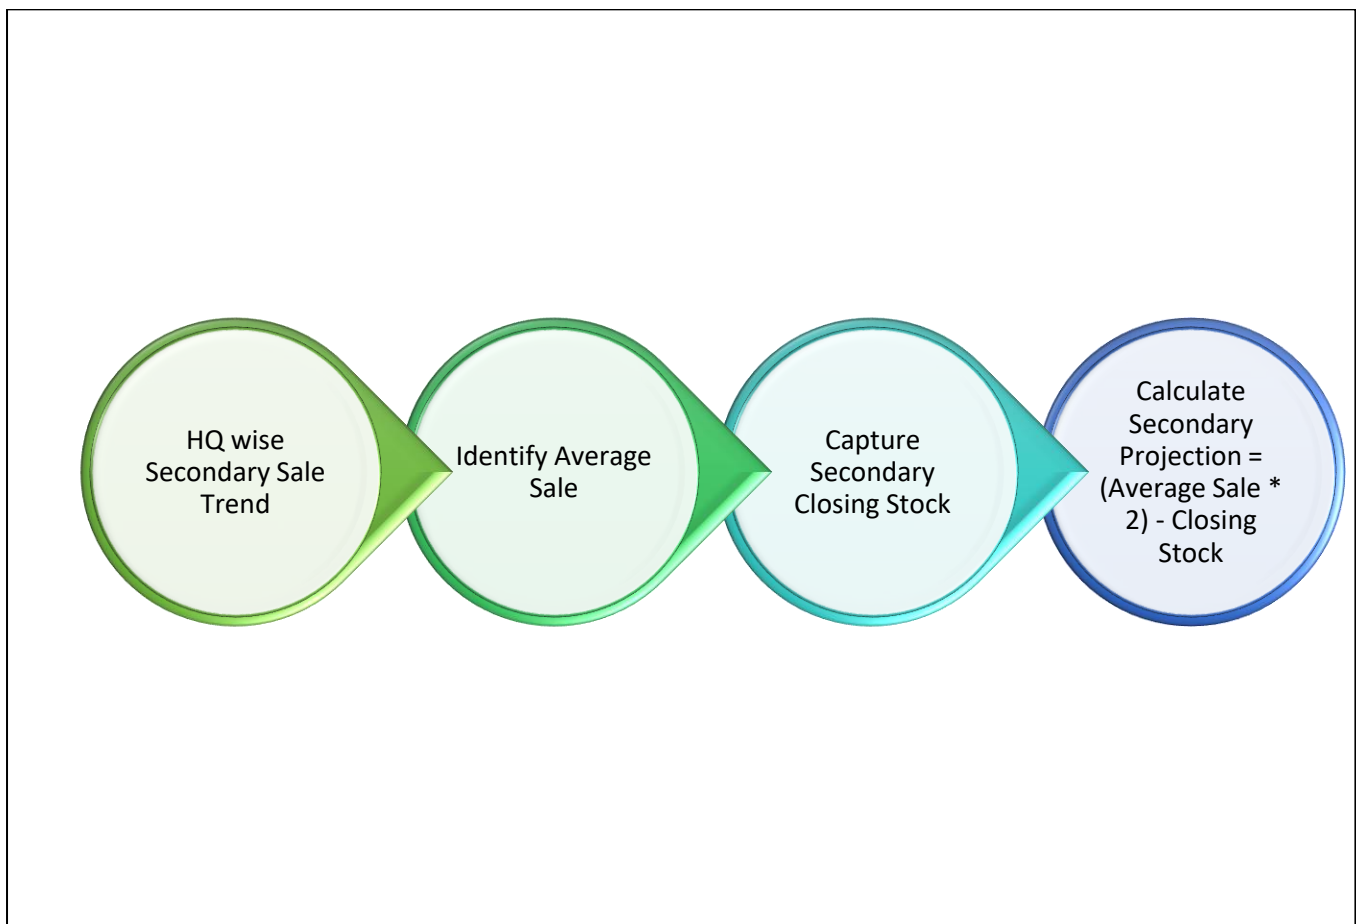 HQ wise
Secondary Sale
Trend
Identify Average
Sale
Capture
Secondary
Closing Stock
Calculate
Secondary
Projection =
(Average Sale *
2) - Closing
Stock